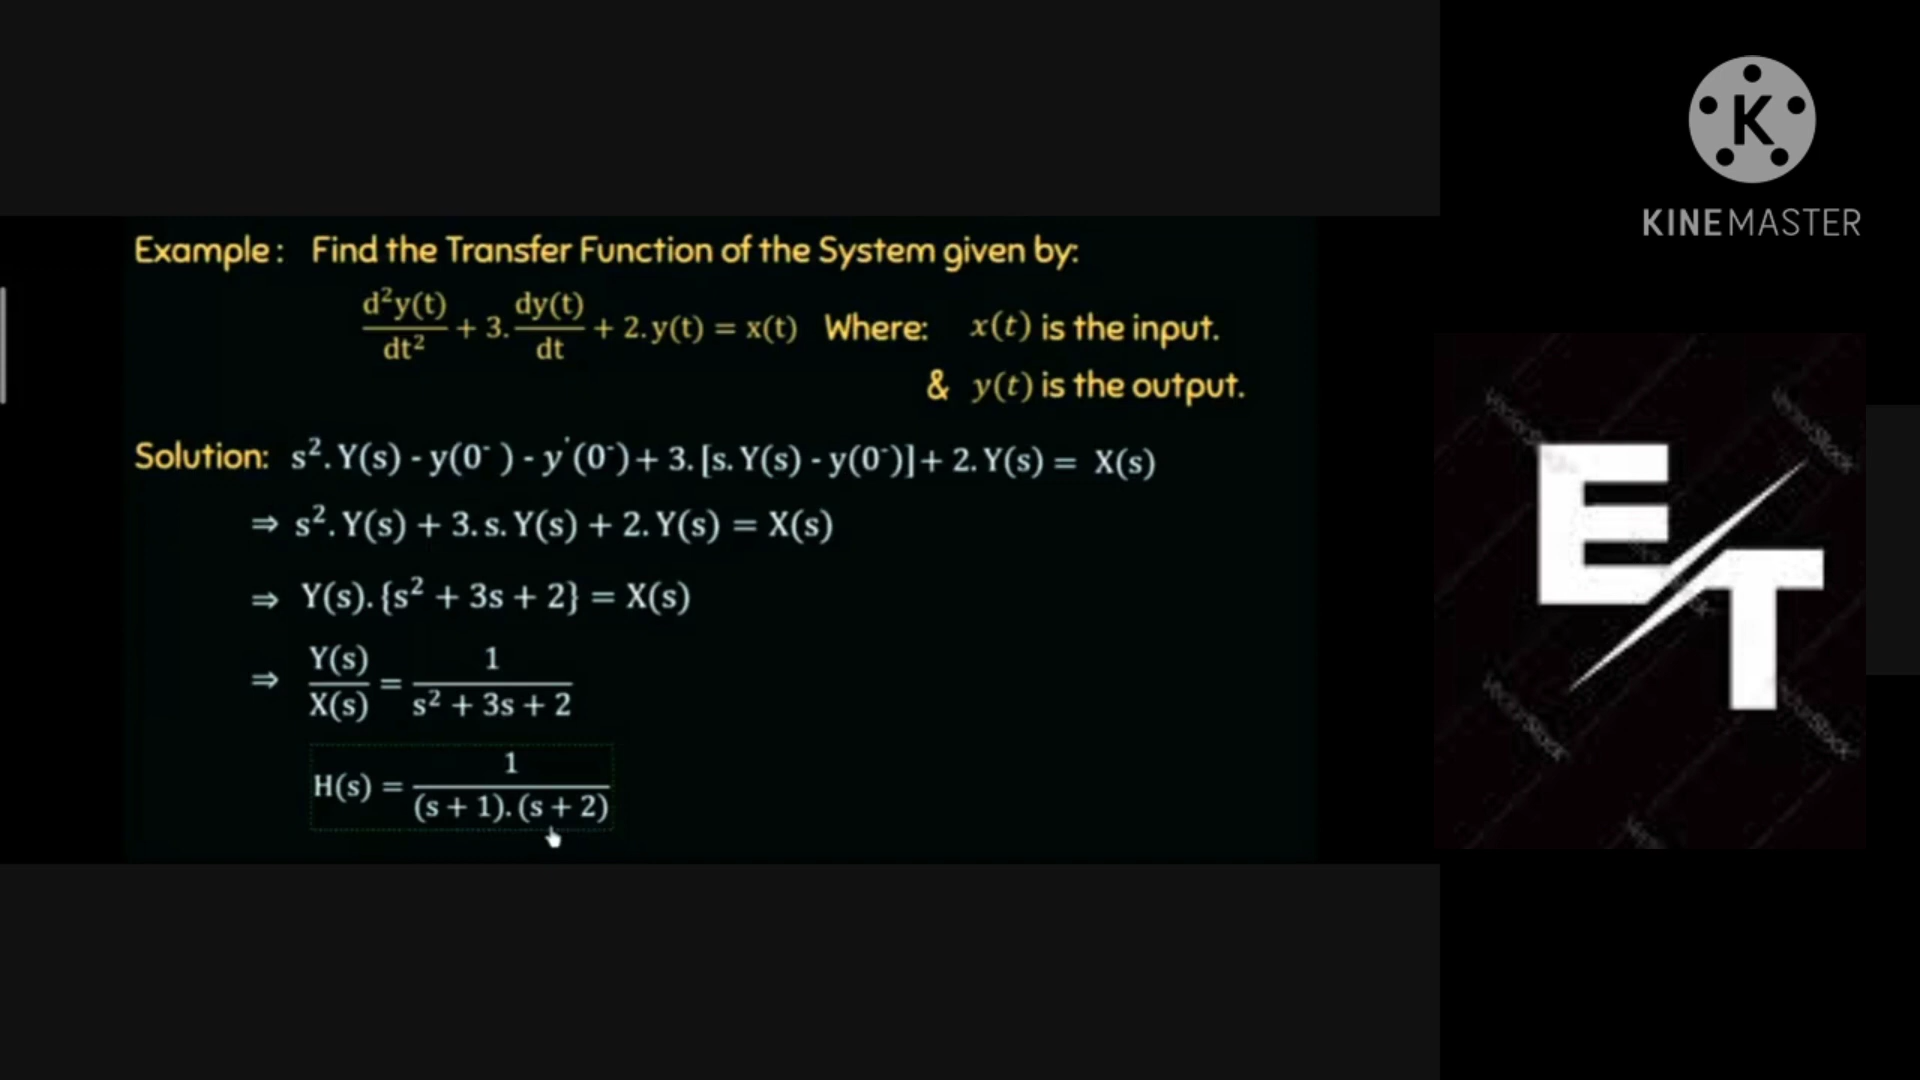 Example: Find the Transfer Function of the System given by:
d²y(t)/dt² + 3. dy(t)/dt + 2. y(t) = x(t) Where: x(t) is the input.
& y(t) is the output.
Solution: s². Y(s) - y(0⁻) - y'(0⁻) + 3. [s. Y(s) - y(0⁻)] + 2. Y(s) = X(s)
⇒ s². Y(s) + 3. s. Y(s) + 2. Y(s) = X(s)
⇒ Y(s). {s² + 3s + 2} = X(s)
⇒ Y(s)/X(s) = 1/(s² + 3s + 2)
H(s) = 1/((s + 1). (s + 2))
K
KINEMASTER
ET
VectorStock